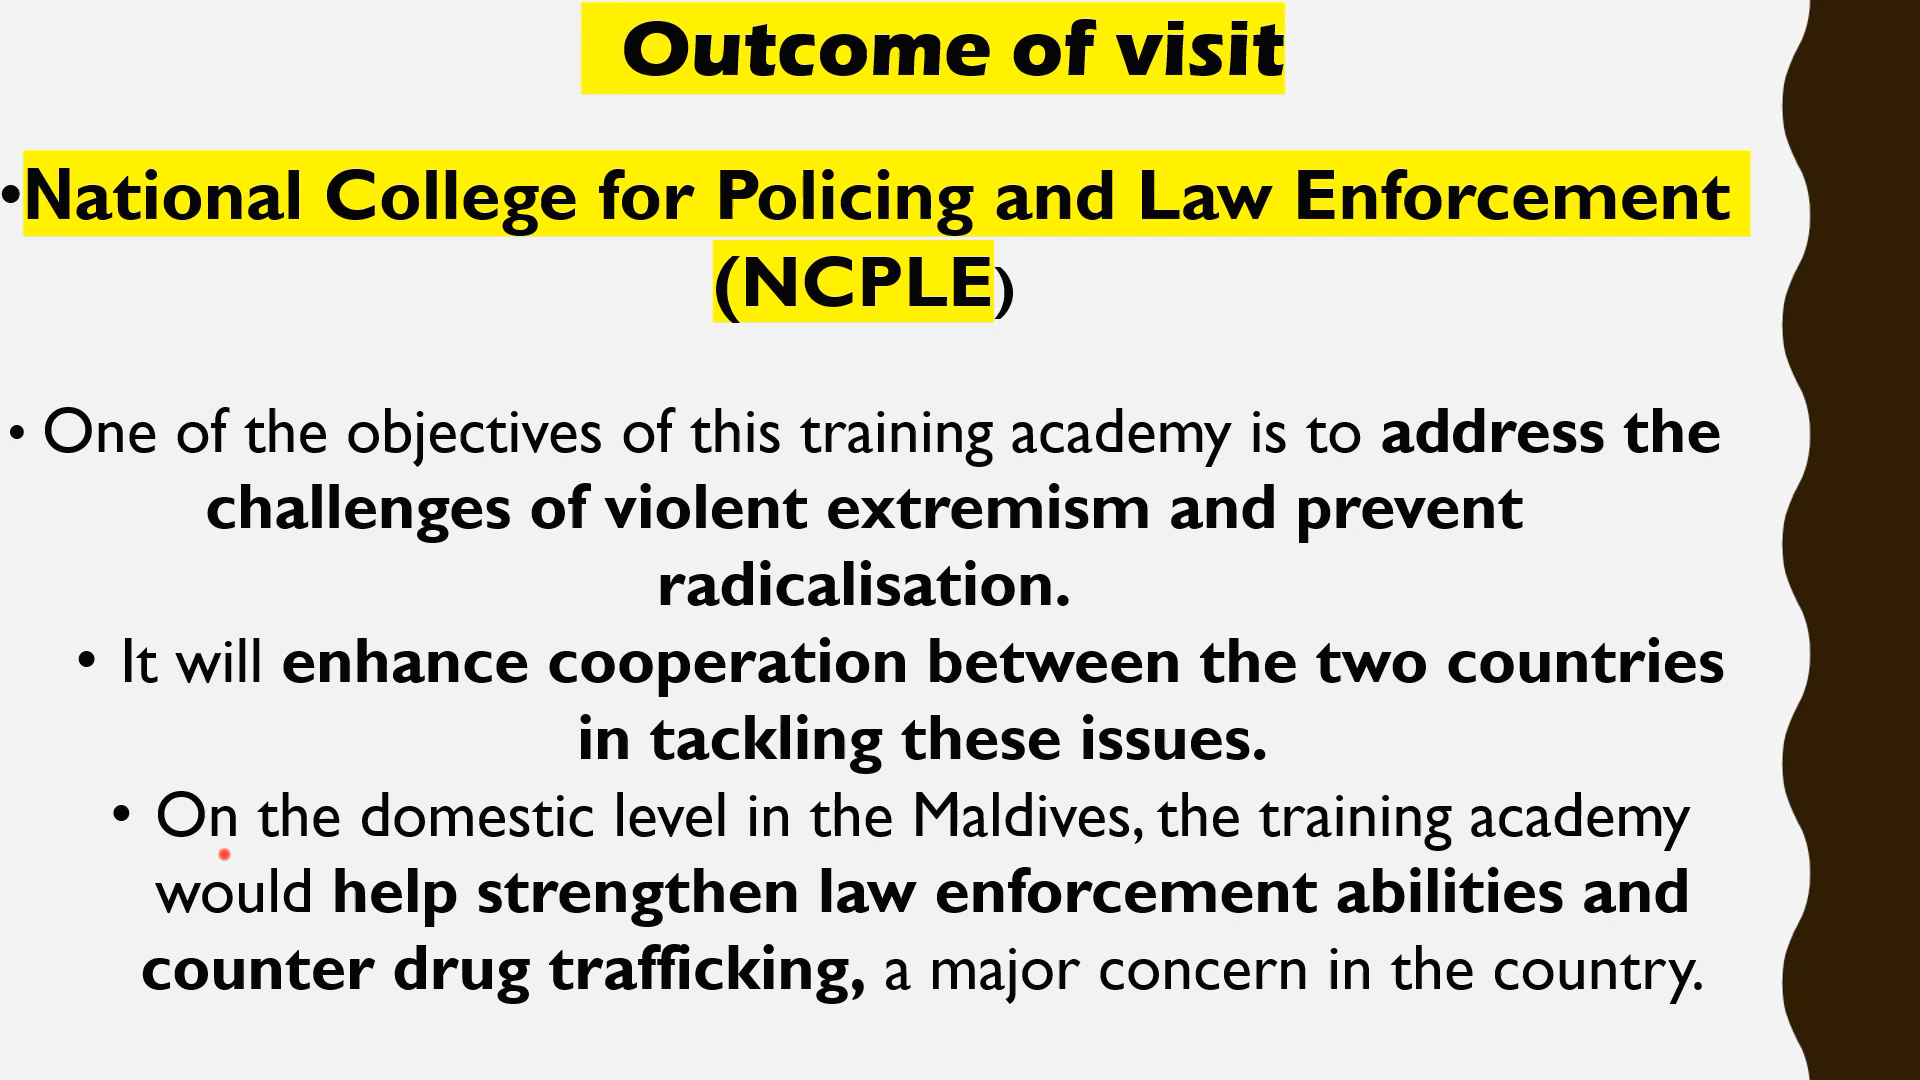 Outcome of visit
•National College for Policing and Law Enforcement
(NCPLE)
• One of the objectives of this training academy is to address the
challenges of violent extremism and prevent
radicalisation.
• It will enhance cooperation between the two countries
in tackling these issues.
• On the domestic level in the Maldives, the training academy
would help strengthen law enforcement abilities and
counter drug trafficking, a major concern in the country.